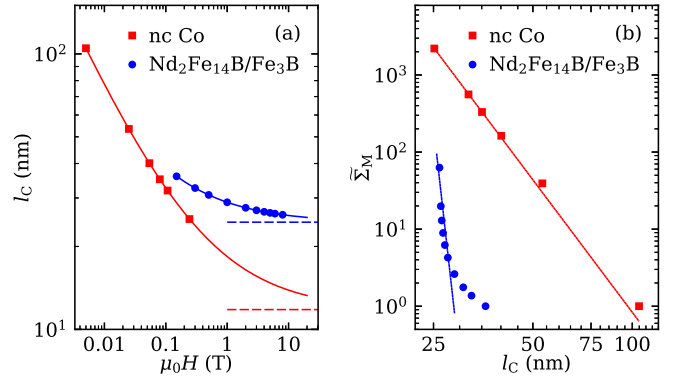 (a)
nc Co
Nd₂Fe₁₄B/Fe₃B
10²
10¹
l_C (nm)
0.01 0.1 1 10
μ₀H (T)
(b)
nc Co
Nd₂Fe₁₄B/Fe₃B
10³
10²
10¹
10⁰
Σ̃_M
25 50 100
l_C (nm)